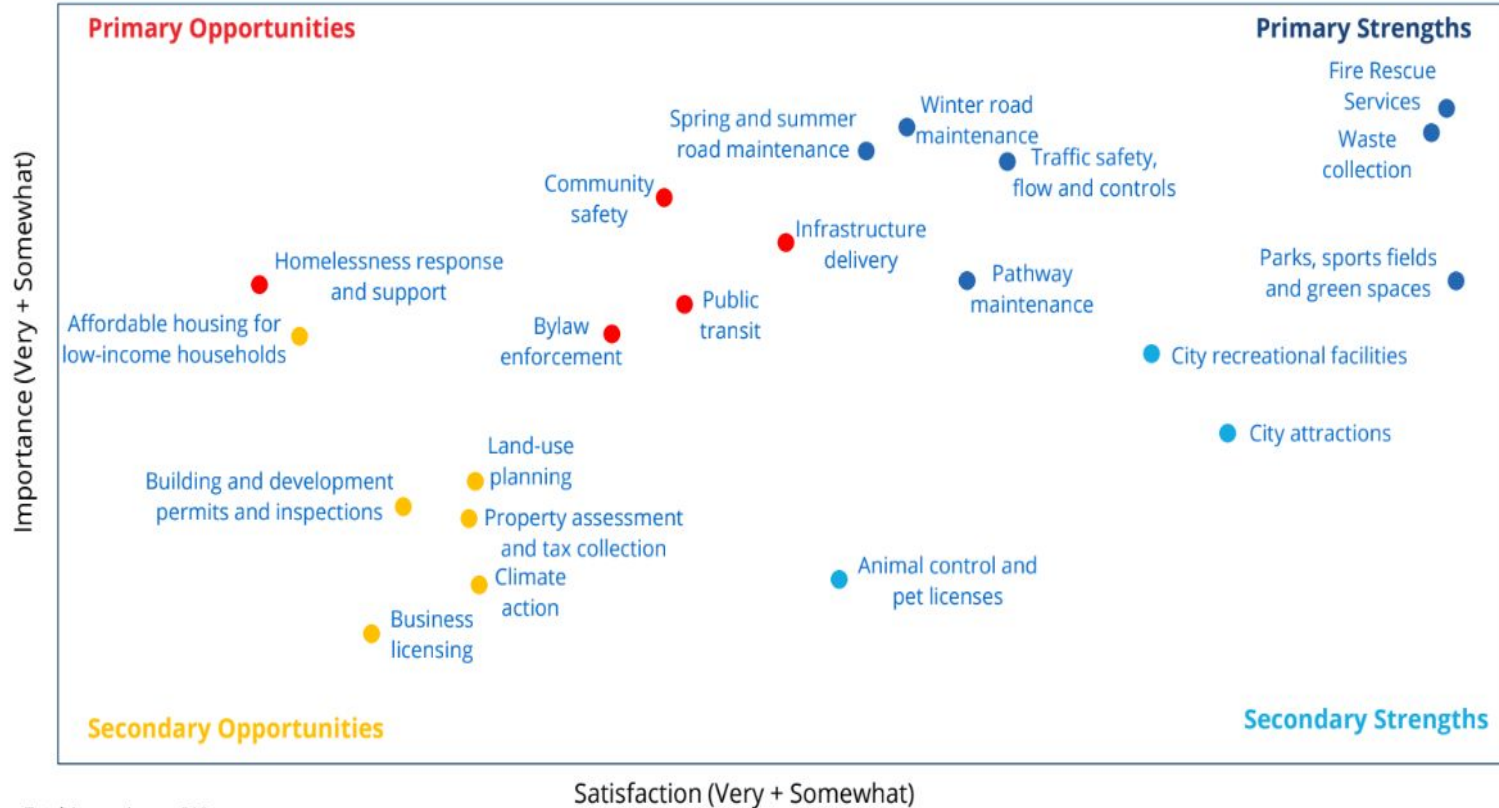 Primary Opportunities
Primary Strengths
Fire Rescue
Services
Waste
collection
Winter road
maintenance
Spring and summer
road maintenance
Traffic safety,
flow and controls
Community
safety
Infrastructure
delivery
Homelessness response
and support
Pathway
maintenance
Parks, sports fields
and green spaces
Public
transit
Affordable housing for
low-income households
Bylaw
enforcement
City recreational facilities
City attractions
Land-use
planning
Building and development
permits and inspections
Property assessment
and tax collection
Climate
action
Animal control and
pet licenses
Business
licensing
Secondary Opportunities
Secondary Strengths
Importance (Very + Somewhat)
Satisfaction (Very + Somewhat)